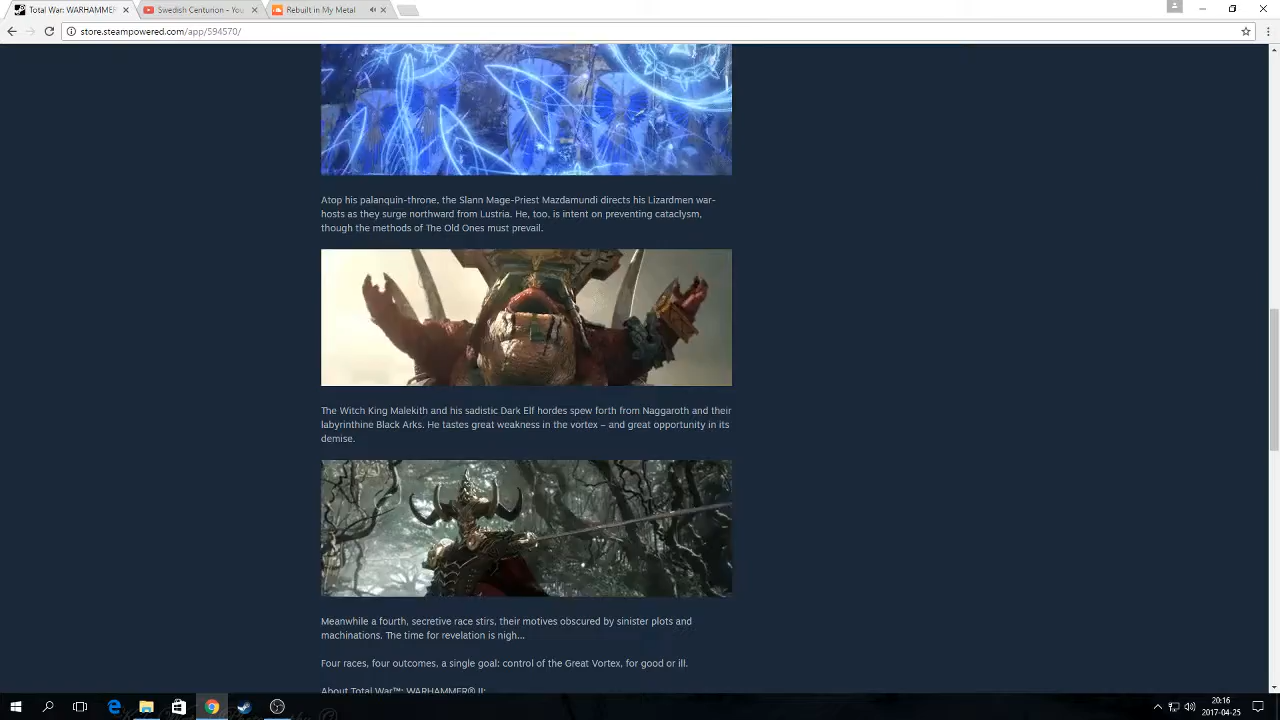 Total War: WARHAMMER
Swedish Centurion - You
Rebuilt in My Metal
store.steampowered.com/app/594570/
Atop his palanquin-throne, the Slann Mage-Priest Mazdamundi directs his Lizardmen war-
hosts as they surge northward from Lustria. He, too, is intent on preventing cataclysm,
though the methods of The Old Ones must prevail.
The Witch King Malekith and his sadistic Dark Elf hordes spew forth from Naggaroth and their
labyrinthine Black Arks. He tastes great weakness in the vortex – and great opportunity in its
demise.
Meanwhile a fourth, secretive race stirs, their motives obscured by sinister plots and
machinations. The time for revelation is nigh...
Four races, four outcomes, a single goal: control of the Great Vortex, for good or ill.
About Total War™: WARHAMMER® II:
20:16
2017-04-25